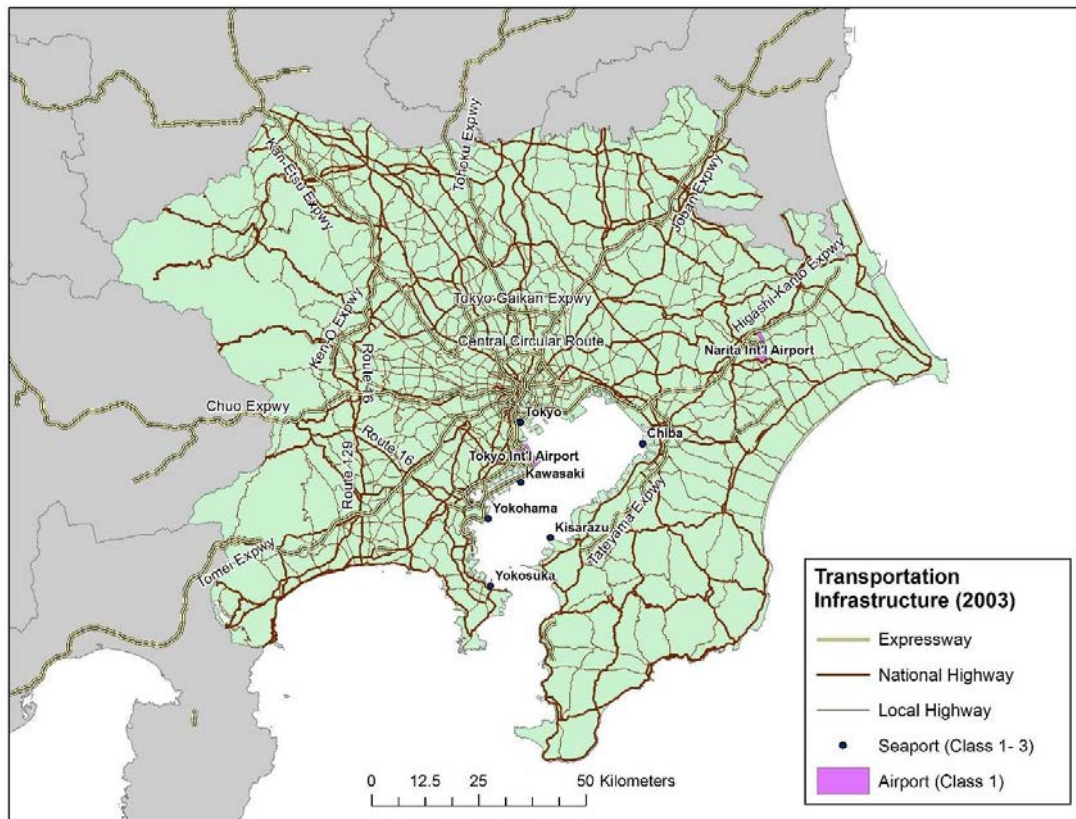 Kan-Etsu Expwy
Tohoku Expwy
Joban Expwy
Higashi-Kanto Expwy
Tokyo Gaikan Expwy
Ken-O Expwy
Central Circular Route
Narita Int'l Airport
Route 16
Chuo Expwy
Tokyo
Route 16
Chiba
Route 129
Tokyo Int'l Airport
Kawasaki
Yokohama
Kisarazu
Tateyama Expwy
Tomei Expwy
Yokosuka
Transportation
Infrastructure (2003)
Expressway
National Highway
Local Highway
Seaport (Class 1- 3)
Airport (Class 1)
0 12.5 25 50 Kilometers